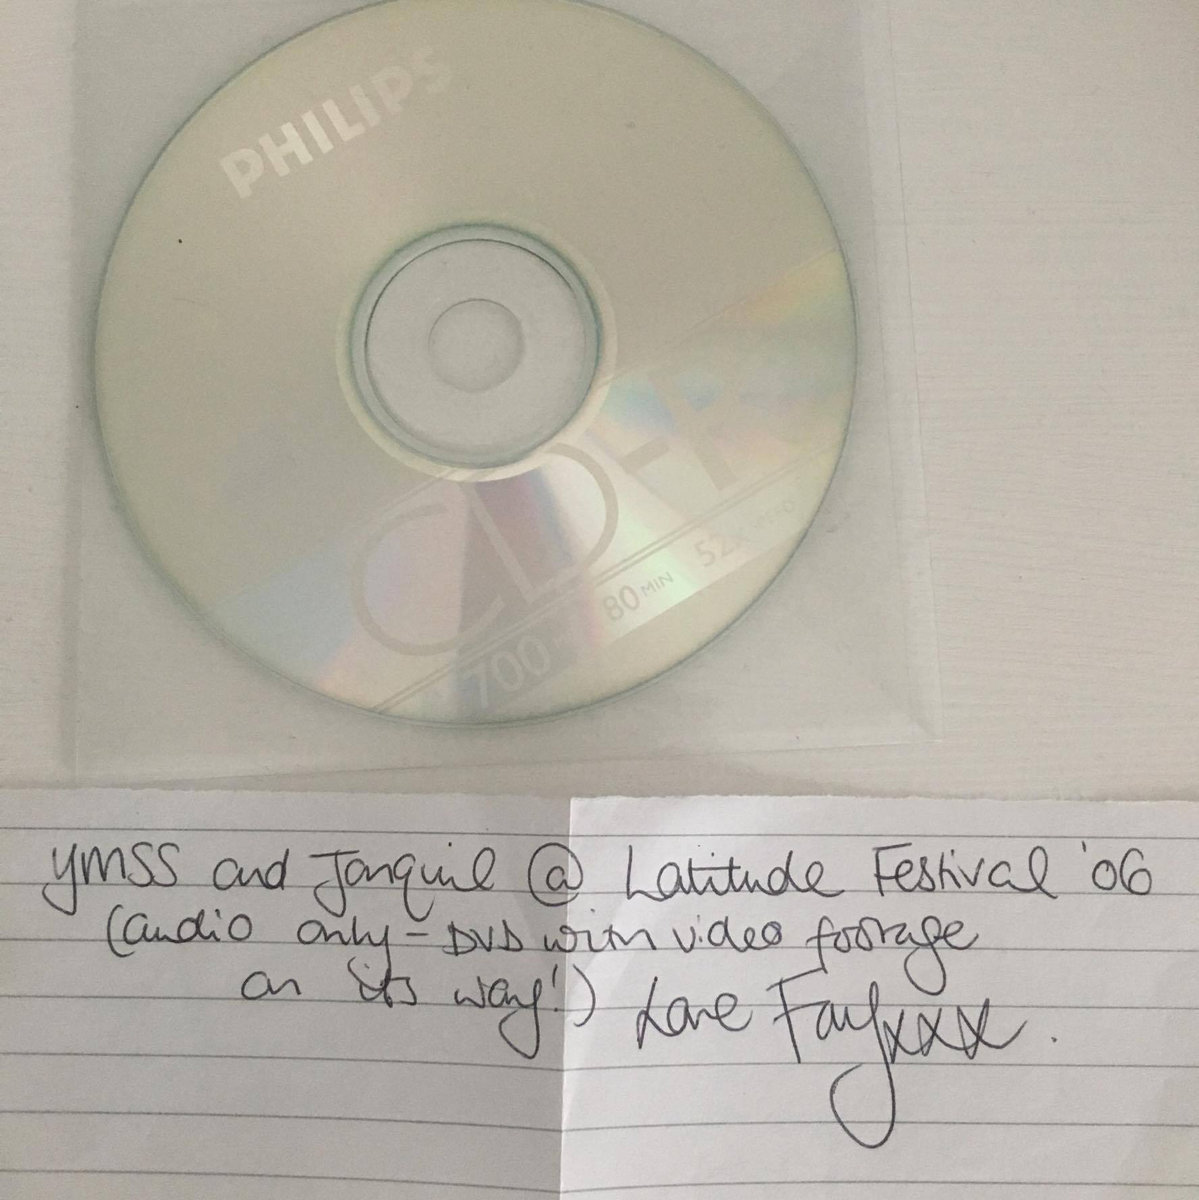 PHILIPS
CD-R
700
80 MIN
52
YMSS and Jonquil @ Latitude Festival '06
(audio only - DVD with video footage
on its way!) Love Fay xxx.